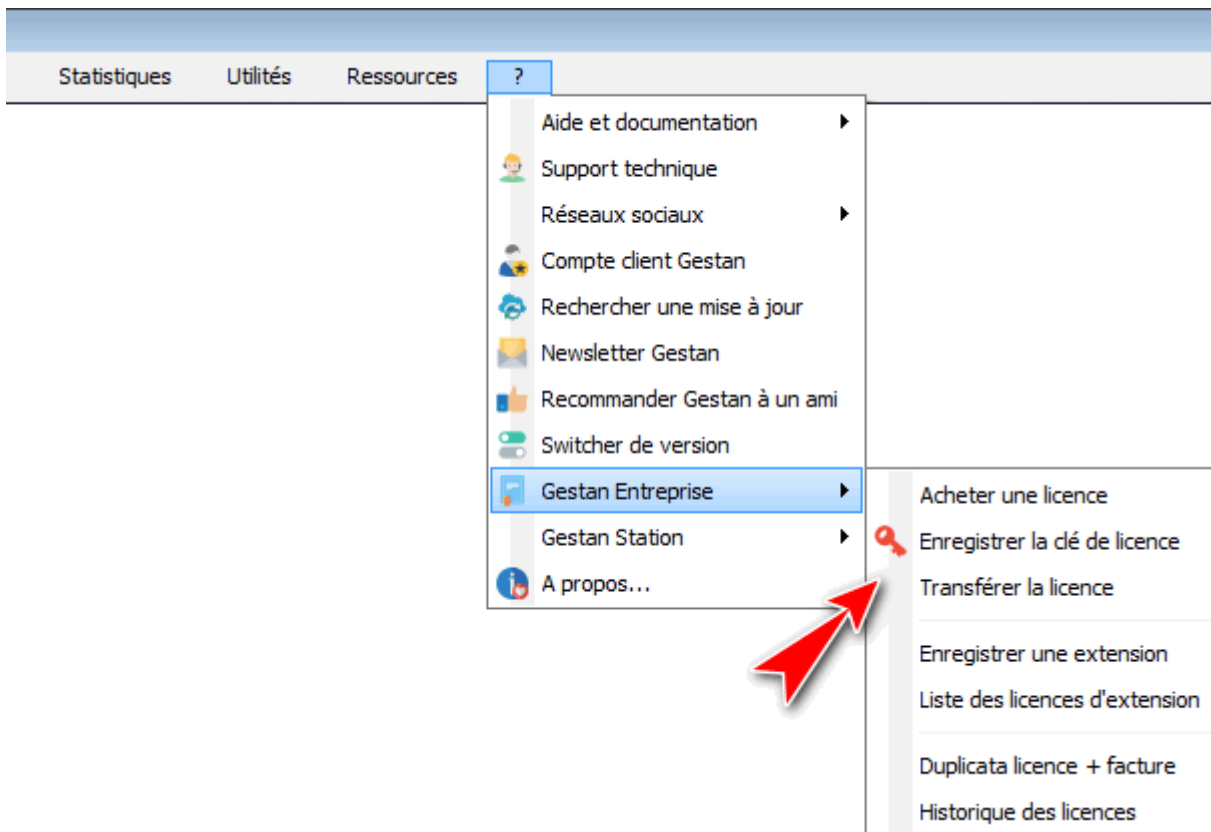 Statistiques Utilités Ressources ?
Aide et documentation
Support technique
Réseaux sociaux
Compte client Gestan
Rechercher une mise à jour
Newsletter Gestan
Recommander Gestan à un ami
Switcher de version
Gestan Entreprise
Gestan Station
A propos...
Acheter une licence
Enregistrer la clé de licence
Transférer la licence
Enregistrer une extension
Liste des licences d'extension
Duplicata licence + facture
Historique des licences